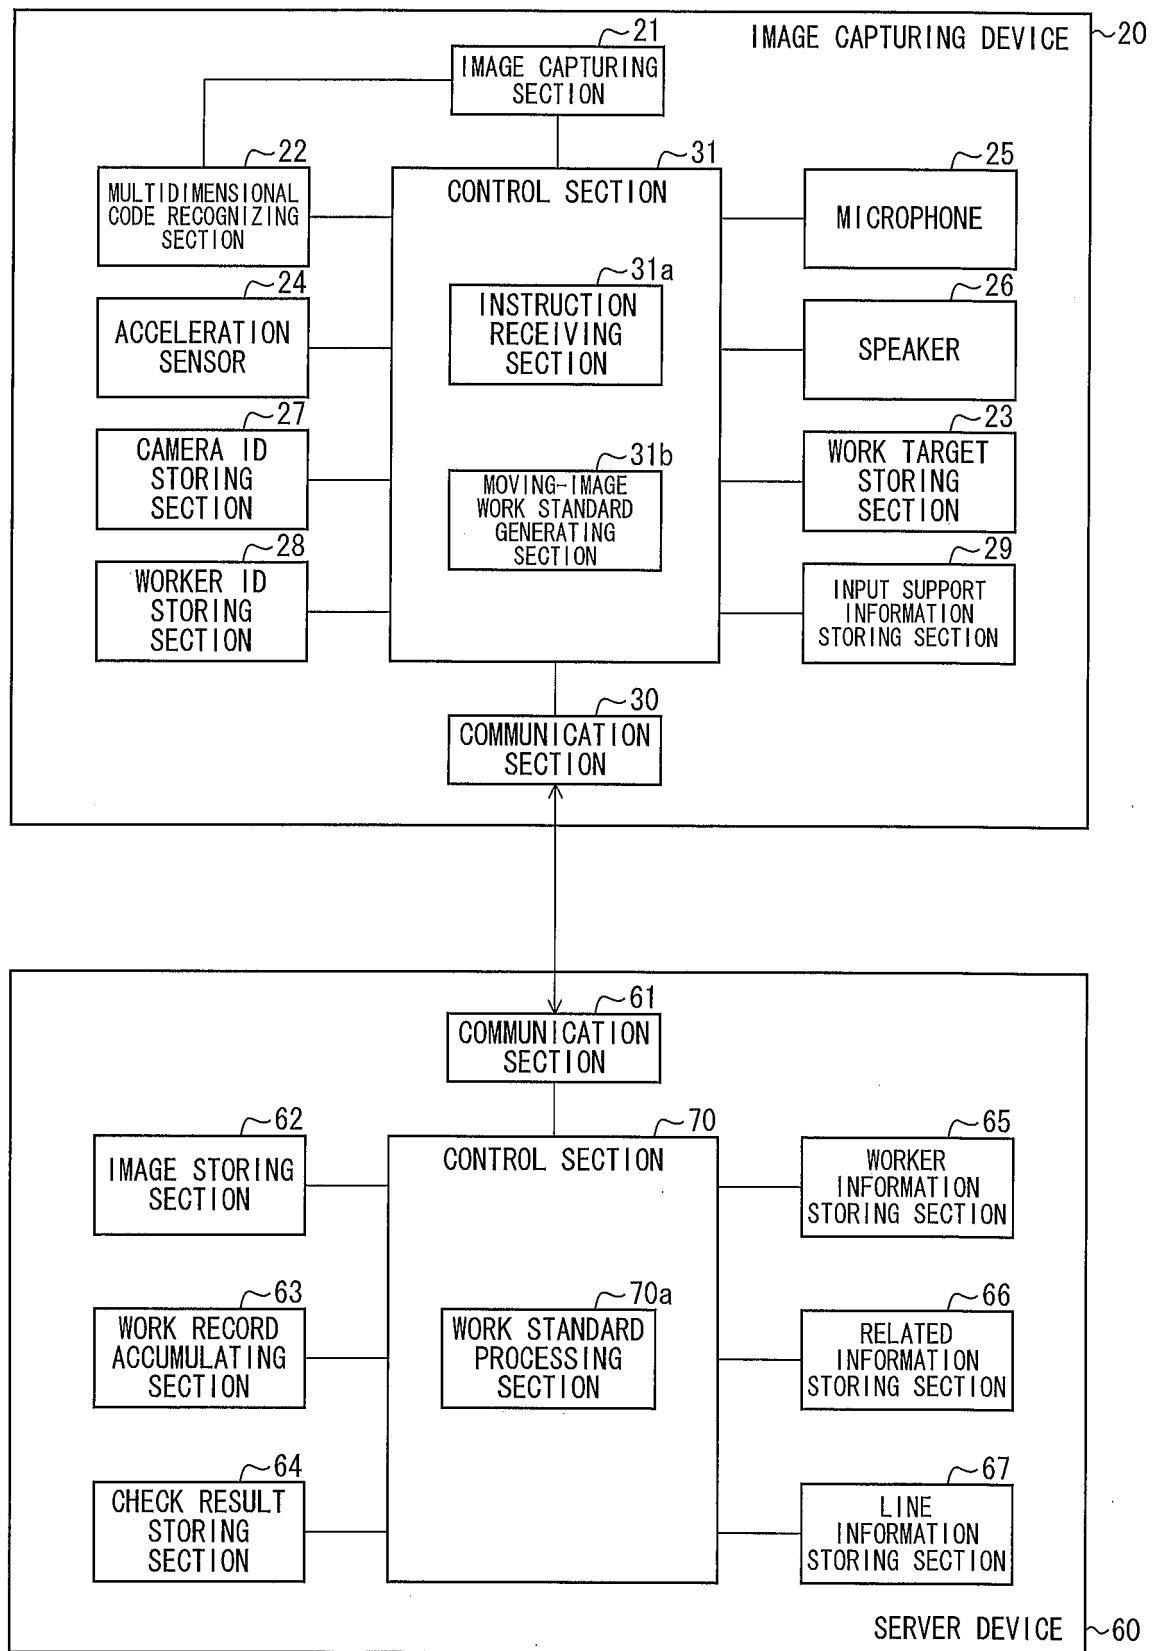 IMAGE CAPTURING DEVICE
20
21
IMAGE CAPTURING
SECTION
22
MULTIDIMENSIONAL
CODE RECOGNIZING
SECTION
31
CONTROL SECTION
25
MICROPHONE
24
ACCELERATION
SENSOR
31a
INSTRUCTION
RECEIVING
SECTION
26
SPEAKER
27
CAMERA ID
STORING
SECTION
31b
MOVING-IMAGE
WORK STANDARD
GENERATING
SECTION
23
WORK TARGET
STORING
SECTION
28
WORKER ID
STORING
SECTION
29
INPUT SUPPORT
INFORMATION
STORING SECTION
30
COMMUNICATION
SECTION
61
COMMUNICATION
SECTION
62
IMAGE STORING
SECTION
70
CONTROL SECTION
65
WORKER
INFORMATION
STORING SECTION
63
WORK RECORD
ACCUMULATING
SECTION
70a
WORK STANDARD
PROCESSING
SECTION
66
RELATED
INFORMATION
STORING SECTION
64
CHECK RESULT
STORING
SECTION
67
LINE
INFORMATION
STORING SECTION
SERVER DEVICE
60